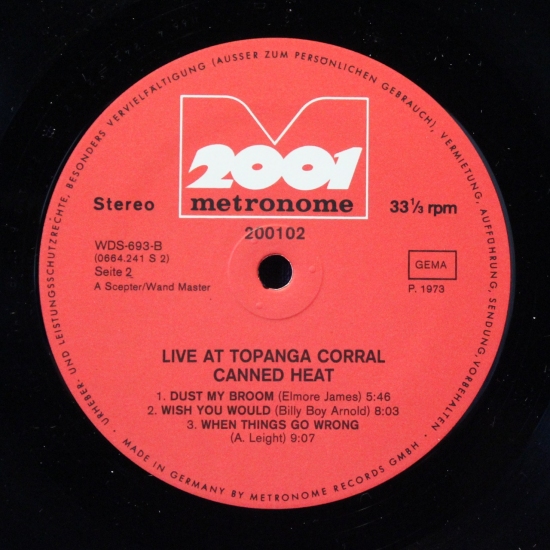 URHEBER- UND LEISTUNGSSCHUTZRECHTE, BESONDERS VERVIELFÄLTIGUNG (AUSSER ZUM PERSÖNLICHEN GEBRAUCH), VERMIETUNG, AUFFÜHRUNG, SENDUNG, VORBEHALTEN
M
2001
metronome
Stereo
33 1/3 rpm
200102
WDS-693-B
(0664.241 S 2)
Seite 2
A Scepter/Wand Master
GEMA
P. 1973
LIVE AT TOPANGA CORRAL
CANNED HEAT
1. DUST MY BROOM (Elmore James) 5:46
2. WISH YOU WOULD (Billy Boy Arnold) 8:03
3. WHEN THINGS GO WRONG
(A. Leight) 9:07
· MADE IN GERMANY BY METRONOME RECORDS GMBH ·